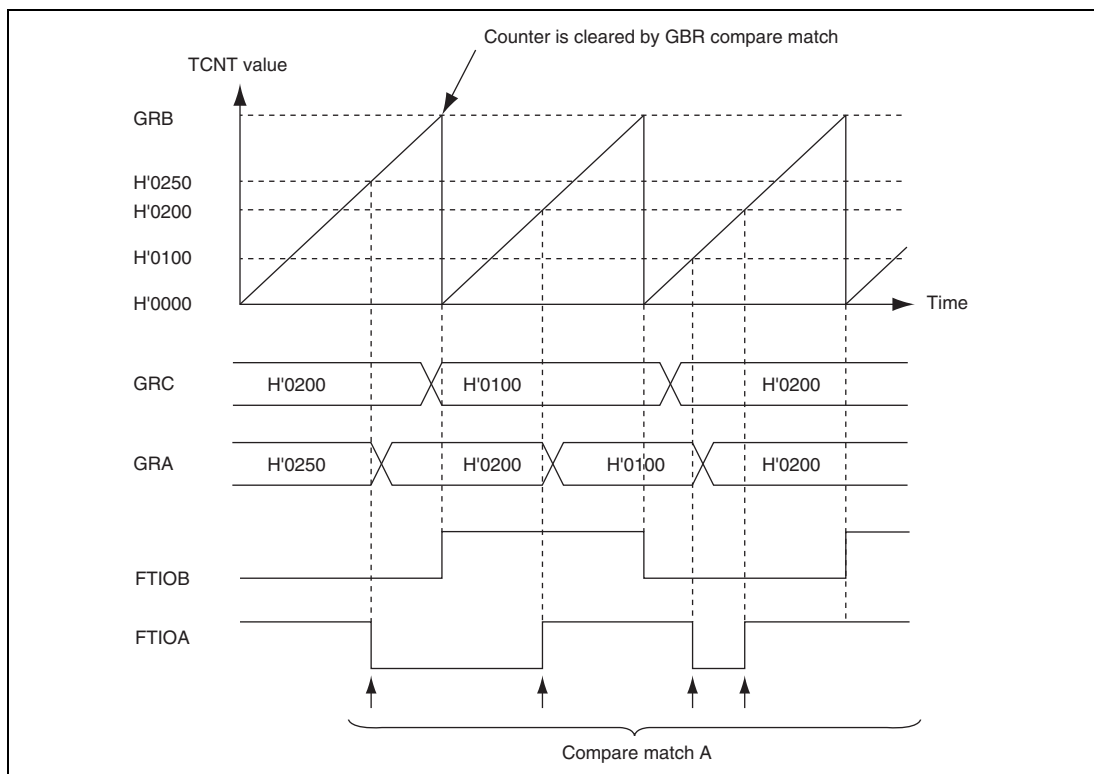 Counter is cleared by GBR compare match
TCNT value
GRB
H'0250
H'0200
H'0100
H'0000
Time
GRC
H'0200
H'0100
H'0200
GRA
H'0250
H'0200
H'0100
H'0200
FTIOB
FTIOA
Compare match A